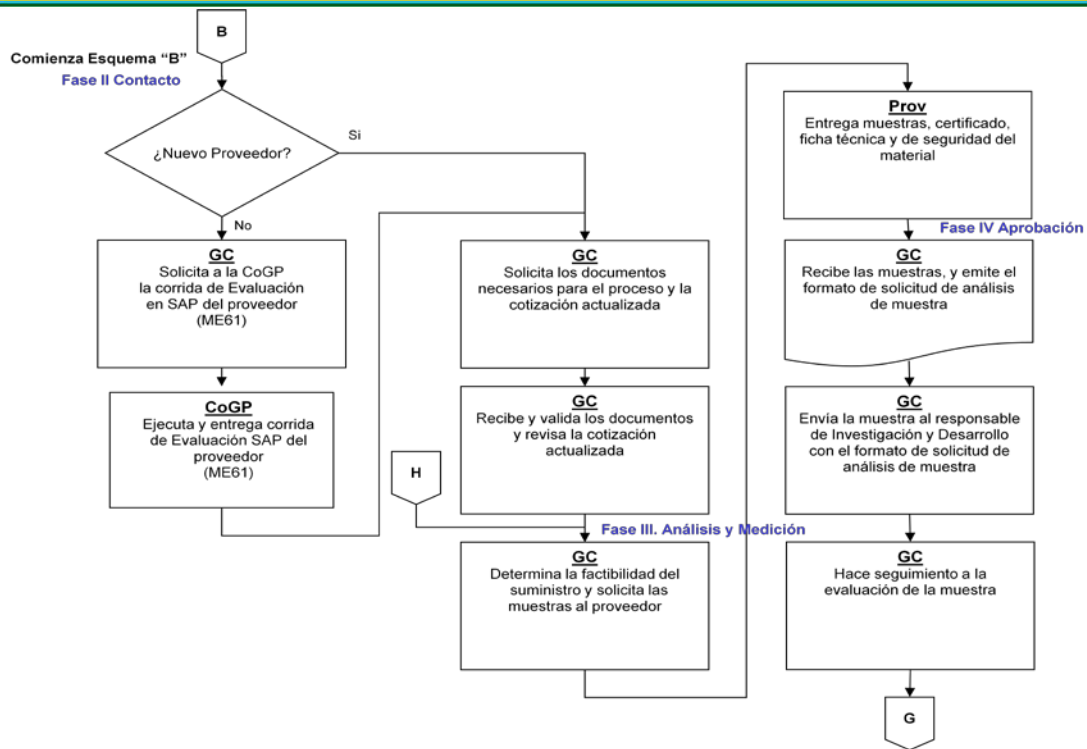 B
Comienza Esquema “B”
Fase II Contacto
¿Nuevo Proveedor?
Si
No
GC
Solicita a la CoGP
la corrida de Evaluación
en SAP del proveedor
(ME61)
CoGP
Ejecuta y entrega corrida
de Evaluación SAP del
proveedor
(ME61)
GC
Solicita los documentos
necesarios para el proceso y la
cotización actualizada
GC
Recibe y valida los documentos
y revisa la cotización
actualizada
H
Fase III. Análisis y Medición
GC
Determina la factibilidad del
suministro y solicita las
muestras al proveedor
Prov
Entrega muestras, certificado,
ficha técnica y de seguridad del
material
Fase IV Aprobación
GC
Recibe las muestras, y emite el
formato de solicitud de análisis
de muestra
GC
Envía la muestra al responsable
de Investigación y Desarrollo
con el formato de solicitud de
análisis de muestra
GC
Hace seguimiento a la
evaluación de la muestra
G